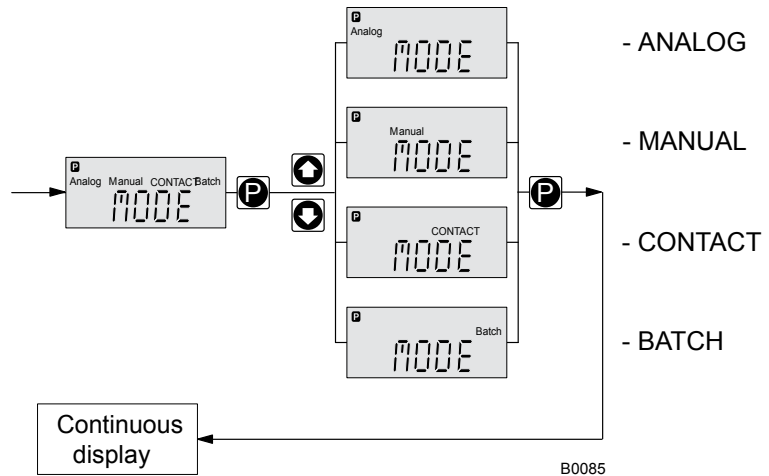 P
Analog
MODE
- ANALOG
P
Manual
MODE
- MANUAL
P
Analog Manual CONTACT Batch
MODE
P
P
P
CONTACT
MODE
- CONTACT
P
Batch
MODE
- BATCH
Continuous
display
B0085